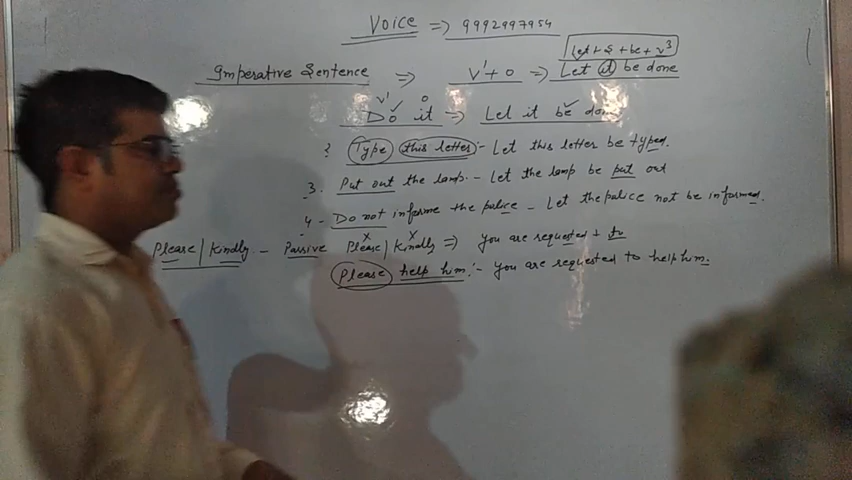 Voice => 9992997954
Let + S + be + v³
Imperative Sentence => V' + O => Let it be done
V' O
Do it => Let it be done
2 Type this letter :- Let this letter be typed.
3. Put out the lamp. - Let the lamp be put out
4 - Do not informe the police - Let the police not be informed.
Please / Kindly - Passive Please / Kindly => You are requested + to
Please help him :- You are requested to help him.